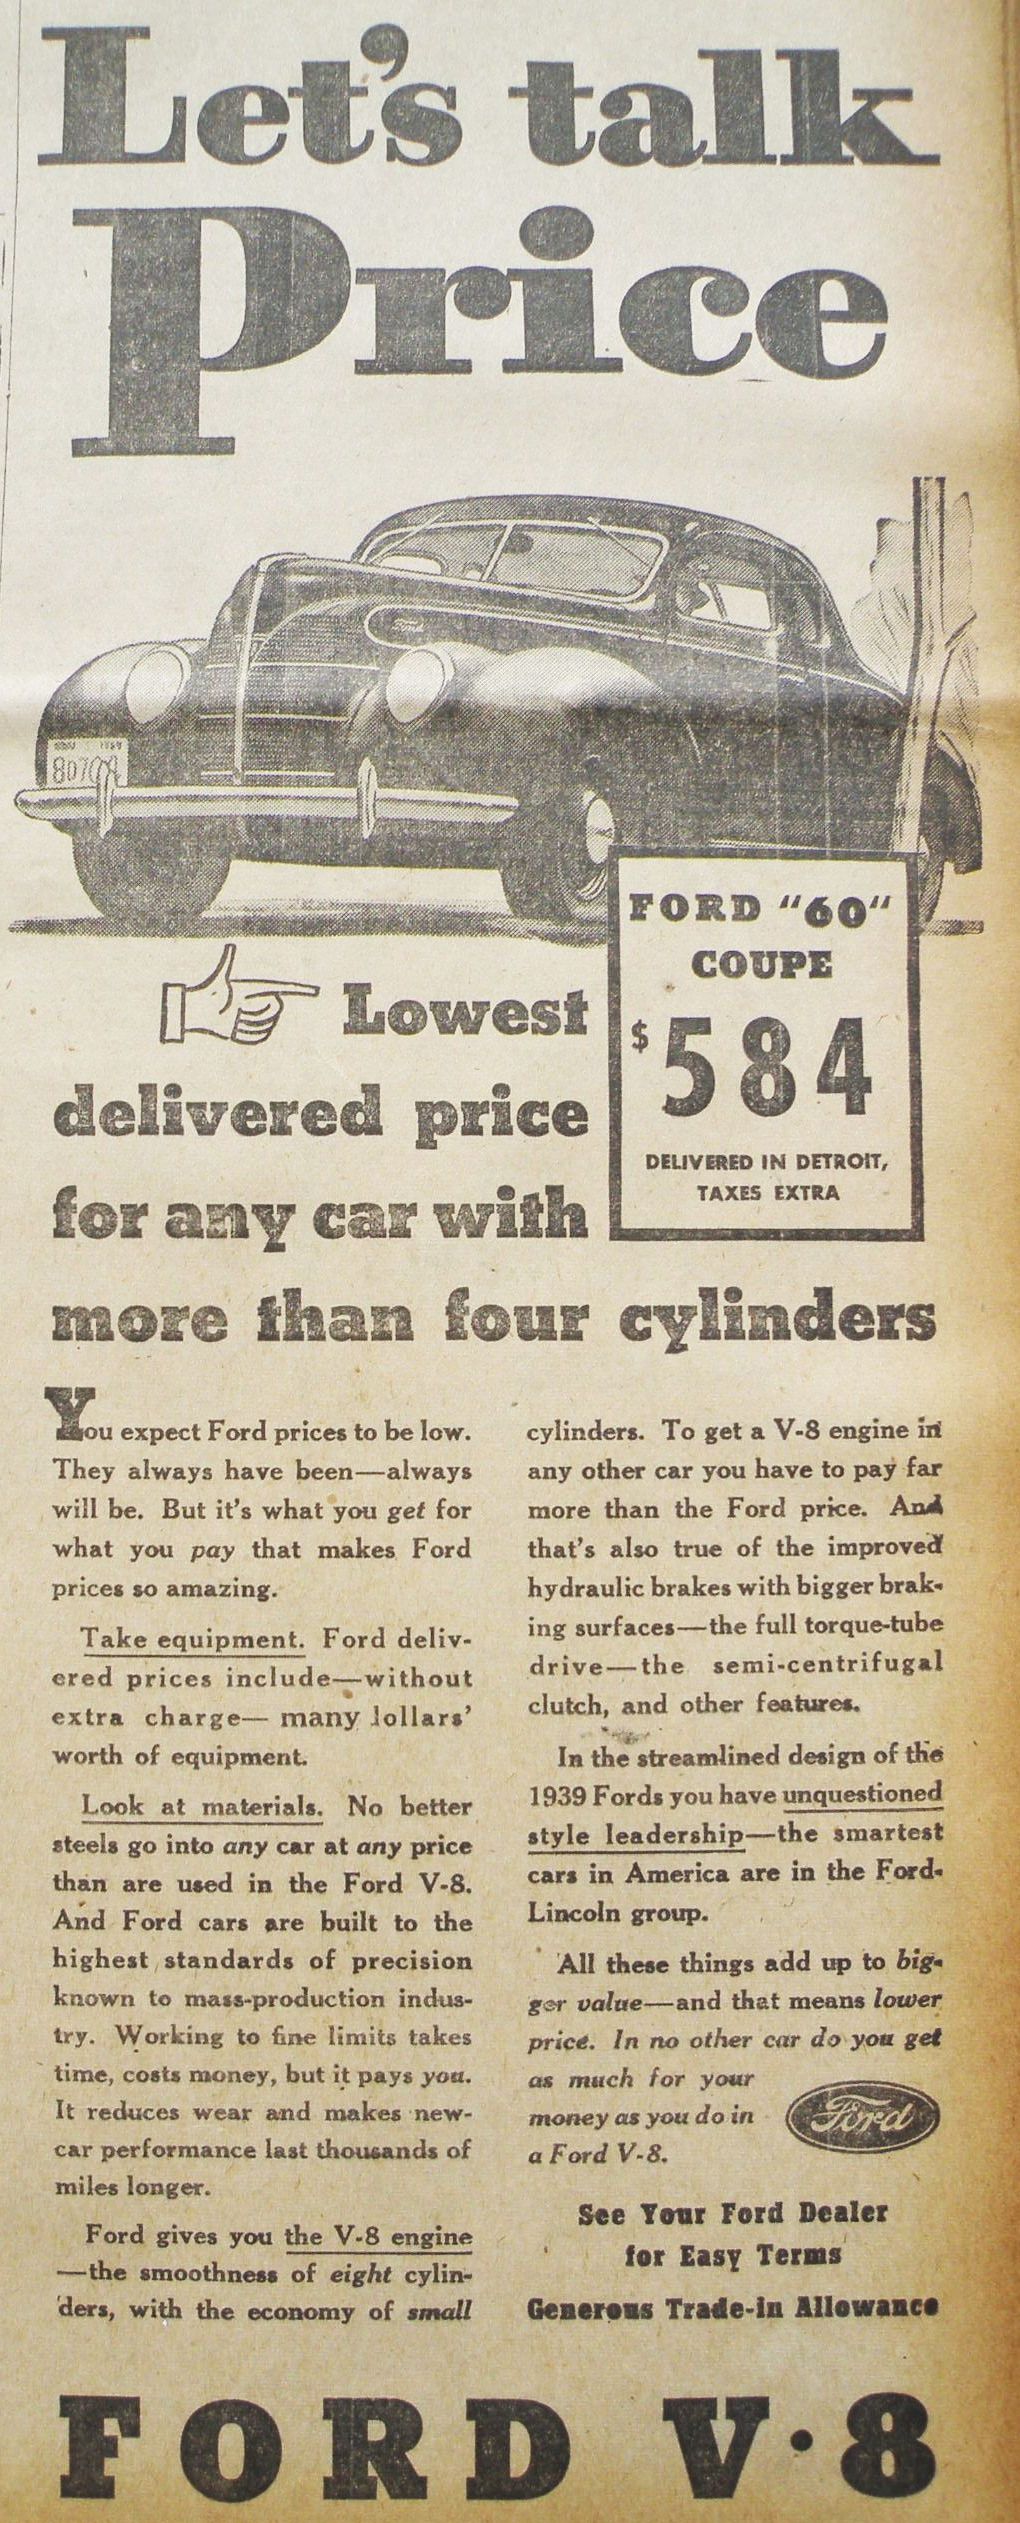 Let's talk
Price
Ford
FORD "60"
COUPE
$584
DELIVERED IN DETROIT,
TAXES EXTRA
Lowest
delivered price
for any car with
more than four cylinders
You expect Ford prices to be low.
They always have been—always
will be. But it's what you get for
what you pay that makes Ford
prices so amazing.
Take equipment. Ford deliv-
ered prices include—without
extra charge— many dollars'
worth of equipment.
Look at materials. No better
steels go into any car at any price
than are used in the Ford V-8.
And Ford cars are built to the
highest standards of precision
known to mass-production indus-
try. Working to fine limits takes
time, costs money, but it pays you.
It reduces wear and makes new-
car performance last thousands of
miles longer.
Ford gives you the V-8 engine
—the smoothness of eight cylin-
ders, with the economy of small
cylinders. To get a V-8 engine in
any other car you have to pay far
more than the Ford price. And
that's also true of the improved
hydraulic brakes with bigger brak-
ing surfaces—the full torque-tube
drive—the semi-centrifugal
clutch, and other features.
In the streamlined design of the
1939 Fords you have unquestioned
style leadership—the smartest
cars in America are in the Ford-
Lincoln group.
All these things add up to big-
ger value—and that means lower
price. In no other car do you get
as much for your
money as you do in
a Ford V-8.
Ford
See Your Ford Dealer
for Easy Terms
Generous Trade-in Allowance
FORD V·8